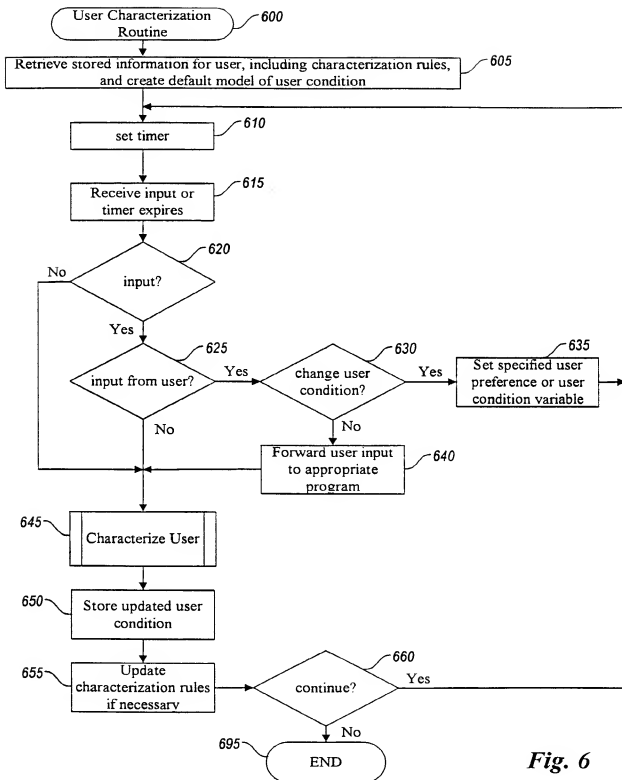 User Characterization
Routine
600
Retrieve stored information for user, including characterization rules,
and create default model of user condition
605
set timer
610
Receive input or
timer expires
615
620
No
input?
Yes
625
input from user?
Yes
No
630
change user
condition?
Yes
No
635
Set specified user
preference or user
condition variable
Forward user input
to appropriate
program
640
645
Characterize User
650
Store updated user
condition
655
Update
characterization rules
if necessary
660
continue?
Yes
No
695
END
Fig. 6